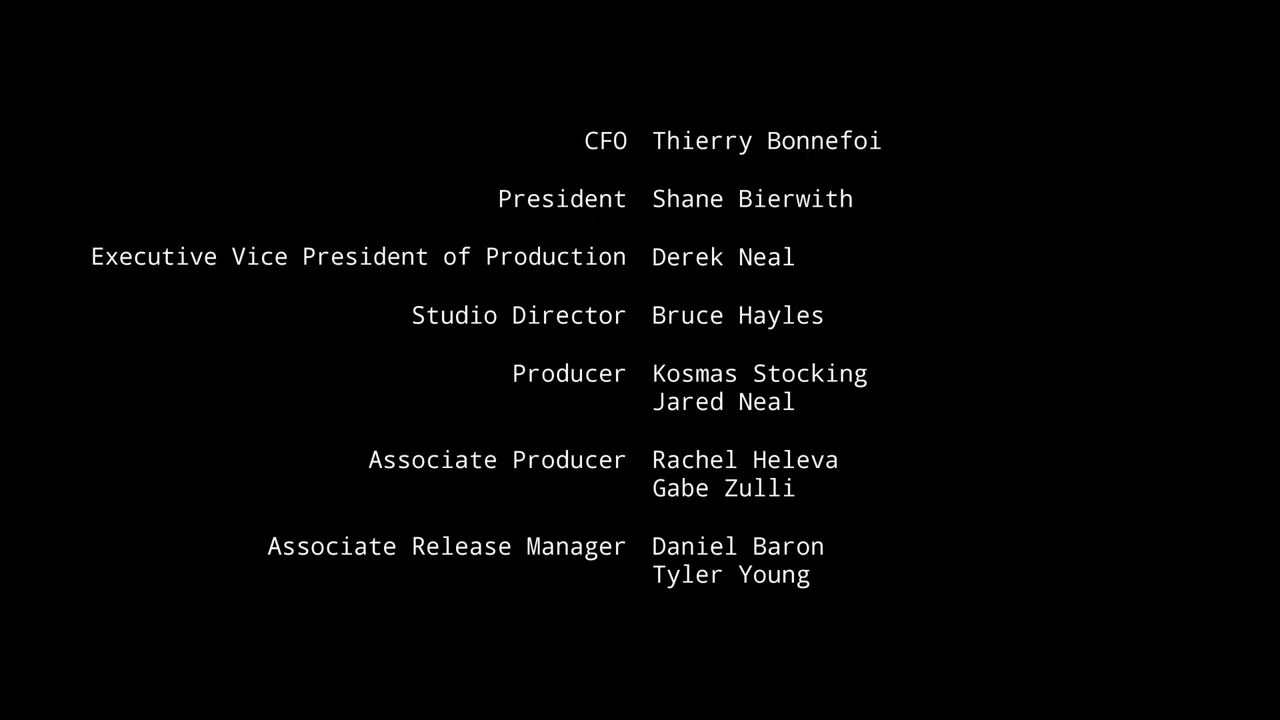 CFO Thierry Bonnefoi
President Shane Bierwith
Executive Vice President of Production Derek Neal
Studio Director Bruce Hayles
Producer Kosmas Stocking
Jared Neal
Associate Producer Rachel Heleva
Gabe Zulli
Associate Release Manager Daniel Baron
Tyler Young